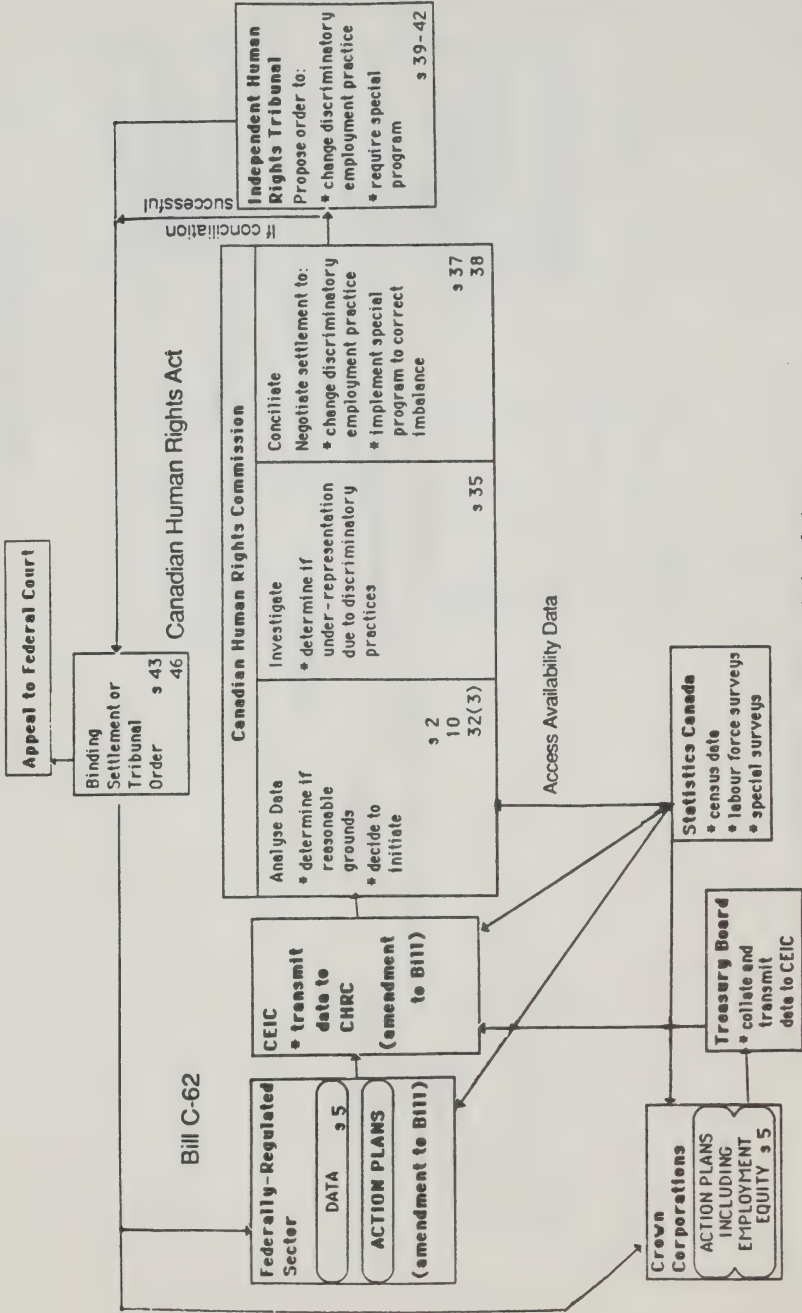 Appeal to Federal Court
Binding
Settlement or
Tribunal
Order s 43
46
Canadian Human Rights Act
Bill C-62
Federally-Regulated
Sector
DATA s 5
ACTION PLANS
(amendment to Bill)
CEIC
* transmit
data to
CHRC
(amendment
to Bill)
Canadian Human Rights Commission
Analyse Data
* determine if
reasonable
grounds
* decide to
initiate
s 2
10
32(3)
Investigate
* determine if
under-representation
due to discriminatory
practices
s 35
Conciliate
Negotiate settlement to:
* change discriminatory
employment practice
* implement special
program to correct
imbalance
s 37
38
If conciliation
successful
Independent Human
Rights Tribunal
Propose order to:
* change discriminatory
employment practice
* require special
program
s 39-42
Access Availability Data
Crown
Corporations
ACTION PLANS
INCLUDING
EMPLOYMENT
EQUITY s 5
Treasury Board
* collate and
transmit
data to CEIC
Statistics Canada
* census data
* labour force surveys
* special surveys